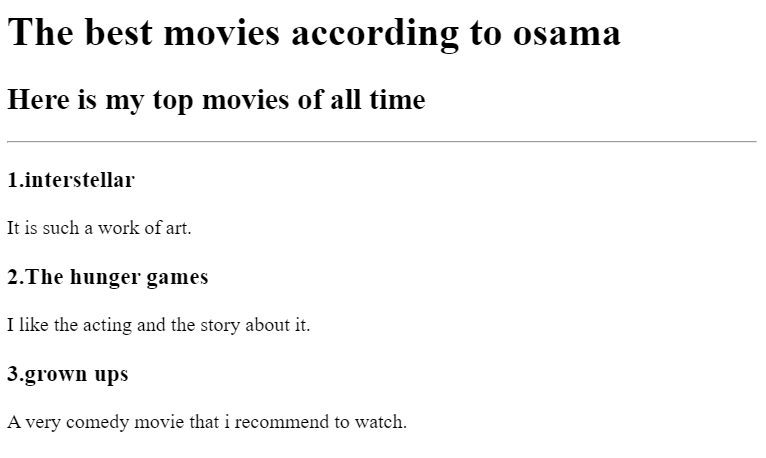 The best movies according to osama
Here is my top movies of all time
1.interstellar
It is such a work of art.
2.The hunger games
I like the acting and the story about it.
3.grown ups
A very comedy movie that i recommend to watch.